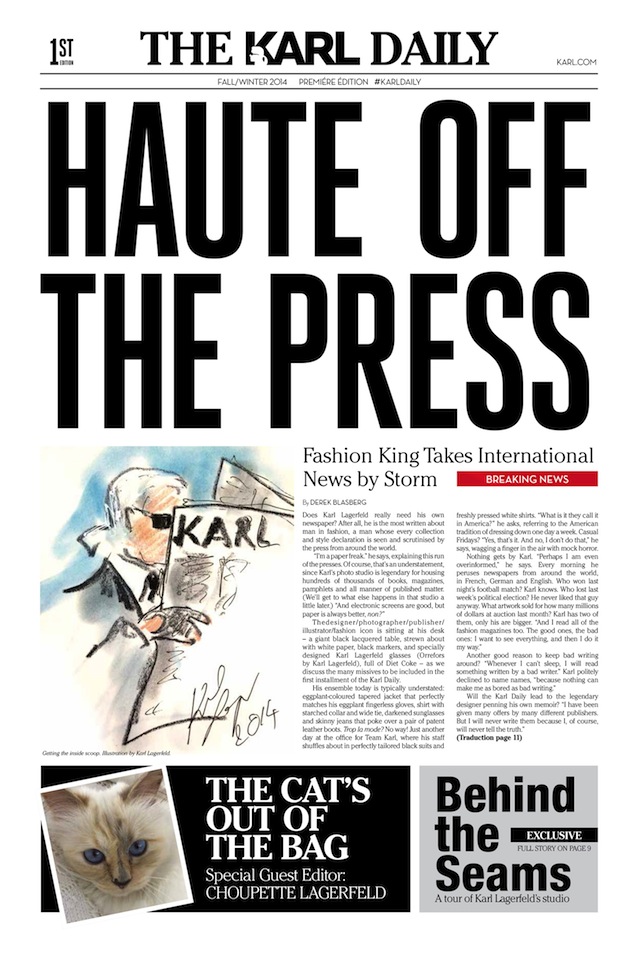 1ST
EDITION
THE KARL DAILY
KARL.COM
FALL/WINTER 2014 PREMIÉRE ÉDITION #KARLDAILY
HAUTE OFF
THE PRESS
KARL
2014
Getting the inside scoop. Illustration by Karl Lagerfeld.
Fashion King Takes International
News by Storm
BREAKING NEWS
By DEREK BLASBERG
Does Karl Lagerfeld really need his own
newspaper? After all, he is the most written about
man in fashion, a man whose every collection
and style declaration is seen and scrutinised by
the press from around the world.
"I'm a paper freak." he says, explaining this run
of the presses. Of course, that's an understatement,
since Karl's photo studio is legendary for housing
hundreds of thousands of books, magazines,
pamphlets and all manner of published matter.
(We'll get to what else happens in that studio a
little later.) "And electronic screens are good, but
paper is always better, non?"
The designer/photographer/publisher/
illustrator/fashion icon is sitting at his desk
– a giant black lacquered table, strewn about
with white paper, black markers, and specially
designed Karl Lagerfeld glasses (Orrefors
by Karl Lagerfeld), full of Diet Coke – as we
discuss the many missives to be included in the
first installment of the Karl Daily.
His ensemble today is typically understated:
eggplant-coloured tapered jacket that perfectly
matches his eggplant fingerless gloves, shirt with
starched collar and wide tie, darkened sunglasses
and skinny jeans that poke over a pair of patent
leather boots. Trop la mode? No way! Just another
day at the office for Team Karl, where his staff
shuffles about in perfectly tailored black suits and
freshly pressed white shirts. "What is it they call it
in America?" he asks, referring to the American
tradition of dressing down one day a week. Casual
Fridays? "Yes, that's it. And no, I don't do that," he
says, wagging a finger in the air with mock horror.
Nothing gets by Karl. "Perhaps I am even
overinformed," he says. Every morning he
peruses newspapers from around the world,
in French, German and English. Who won last
night's football match? Karl knows. Who lost last
week's political election? He never liked that guy
anyway. What artwork sold for how many millions
of dollars at auction last month? Karl has two of
them, only his are bigger. "And I read all of the
fashion magazines too. The good ones, the bad
ones: I want to see everything, and then I do it
my way."
Another good reason to keep bad writing
around? "Whenever I can't sleep, I will read
something written by a bad writer." Karl politely
declined to name names, "because nothing can
make me as bored as bad writing."
Will the Karl Daily lead to the legendary
designer penning his own memoir? "I have been
given many offers by many different publishers.
But I will never write them because I, of course,
will never tell the truth."
(Traduction page 11)
THE CAT'S
OUT OF
THE BAG
Special Guest Editor:
CHOUPETTE LAGERFELD
Behind
the
Seams
EXCLUSIVE
FULL STORY ON PAGE 9
A tour of Karl Lagerfeld's studio